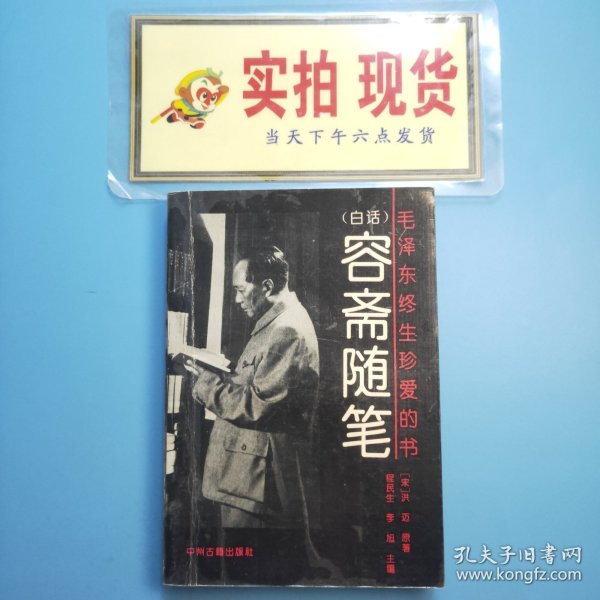 实拍 现货
当天下午六点发货
(白话)
容斋随笔
毛泽东终生珍爱的书
[宋]洪 迈 原著
程民生 李 旭 主编
中州古籍出版社
孔夫子旧书网
www.kongfz.com